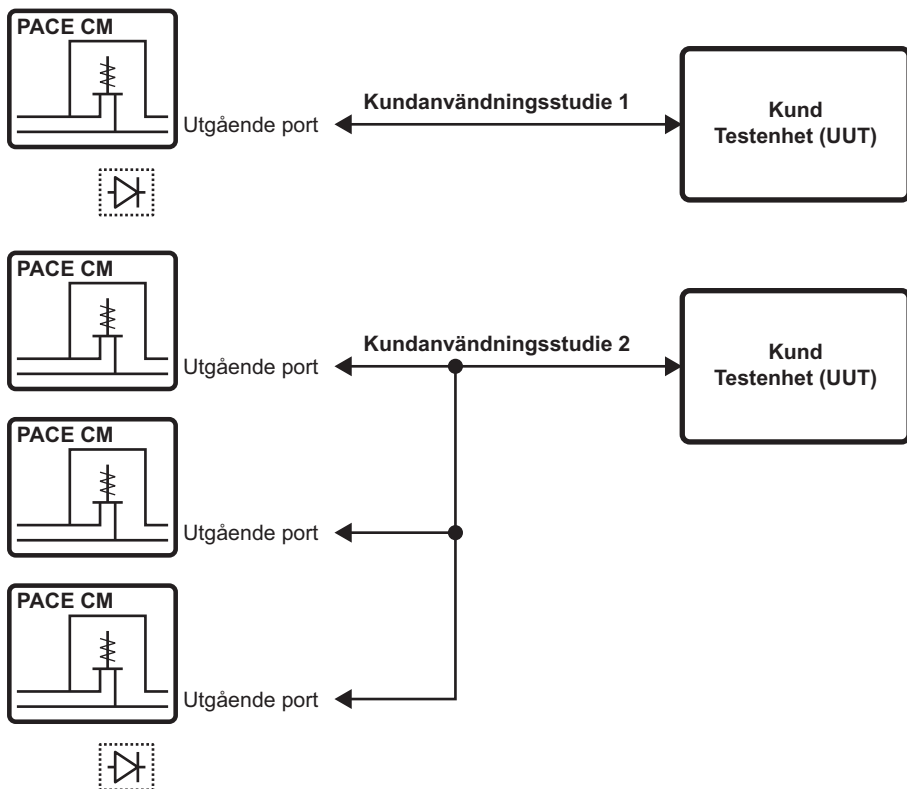 PACE CM
Utgående port
Kundanvändningsstudie 1
Kund
Testenhet (UUT)
PACE CM
Utgående port
Kundanvändningsstudie 2
Kund
Testenhet (UUT)
PACE CM
Utgående port
PACE CM
Utgående port